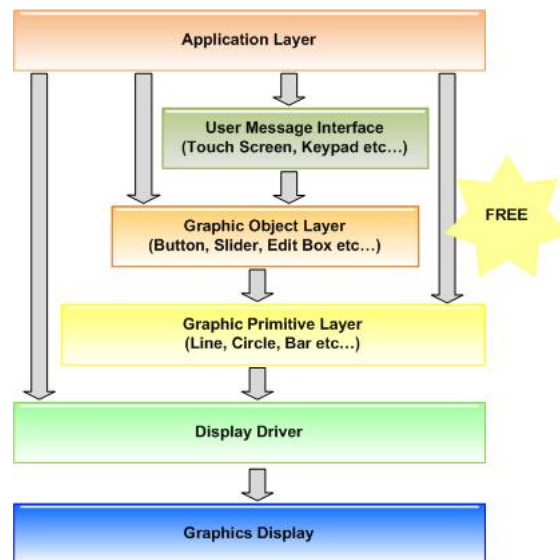 Application Layer
User Message Interface
(Touch Screen, Keypad etc...)
FREE
Graphic Object Layer
(Button, Slider, Edit Box etc...)
Graphic Primitive Layer
(Line, Circle, Bar etc...)
Display Driver
Graphics Display